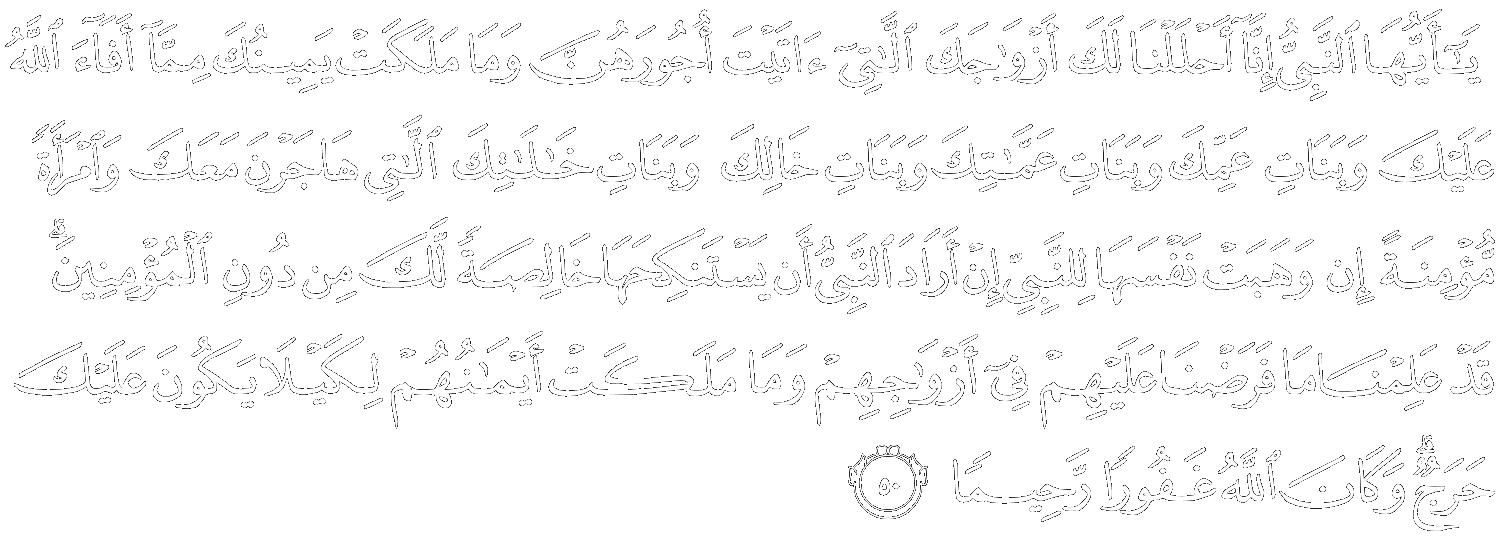 يَٰٓأَيُّهَا ٱلنَّبِىُّ إِنَّآ أَحْلَلْنَا لَكَ أَزْوَٰجَكَ ٱلَّٰتِىٓ ءَاتَيْتَ أُجُورَهُنَّ وَمَا مَلَكَتْ يَمِينُكَ مِمَّآ أَفَآءَ ٱللَّهُ
عَلَيْكَ وَبَنَاتِ عَمِّكَ وَبَنَاتِ عَمَّٰتِكَ وَبَنَاتِ خَالِكَ وَبَنَاتِ خَٰلَٰتِكَ ٱلَّٰتِى هَاجَرْنَ مَعَكَ وَٱمْرَأَةً
مُّؤْمِنَةً إِن وَهَبَتْ نَفْسَهَا لِلنَّبِىِّ إِنْ أَرَادَ ٱلنَّبِىُّ أَن يَسْتَنكِحَهَا خَالِصَةً لَّكَ مِن دُونِ ٱلْمُؤْمِنِينَ ۗ
قَدْ عَلِمْنَا مَا فَرَضْنَا عَلَيْهِمْ فِىٓ أَزْوَٰجِهِمْ وَمَا مَلَكَتْ أَيْمَٰنُهُمْ لِكَيْلَا يَكُونَ عَلَيْكَ
حَرَجٌ ۗ وَكَانَ ٱللَّهُ غَفُورًا رَّحِيمًا ٥٠